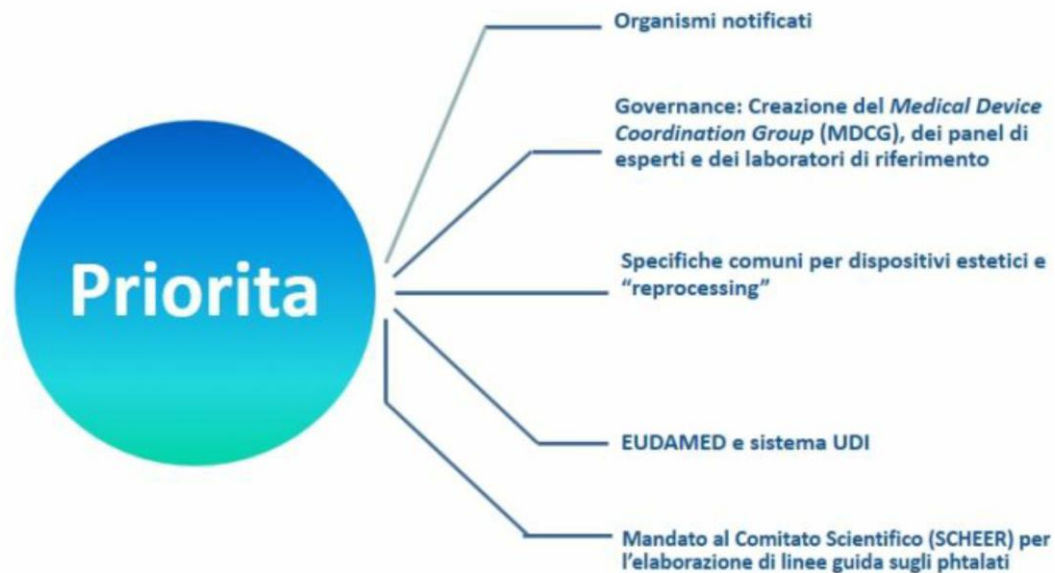 Organismi notificati
Governance: Creazione del Medical Device
Coordination Group (MDCG), dei panel di
esperti e dei laboratori di riferimento
Priorita
Specifiche comuni per dispositivi estetici e
“reprocessing”
EUDAMED e sistema UDI
Mandato al Comitato Scientifico (SCHEER) per
l’elaborazione di linee guida sugli phtalati